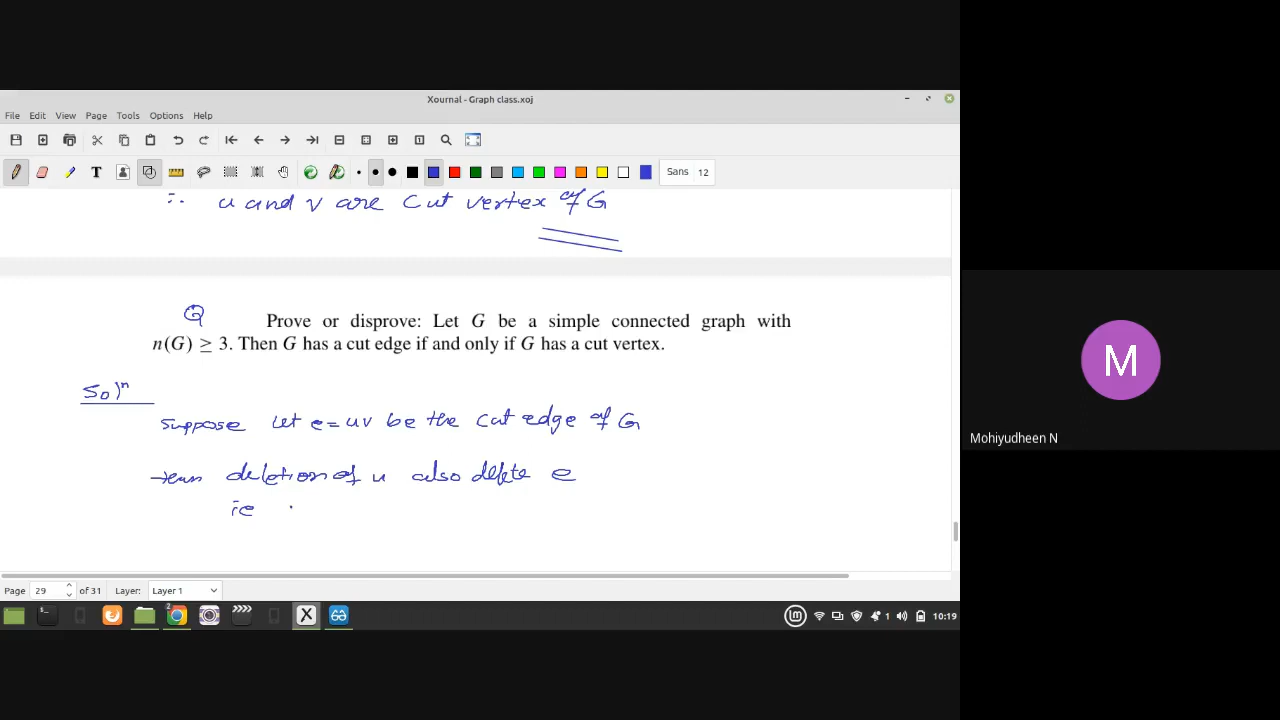 Xournal - Graph class.xoj
File Edit View Page Tools Options Help
Sans 12
∴ u and v are cut vertex of G
Q
Prove or disprove: Let G be a simple connected graph with
n(G) ≥ 3. Then G has a cut edge if and only if G has a cut vertex.
Solⁿ
suppose let e = uv be the cut edge of G
then deletion of u also delete e
ie
Page 29 of 31 Layer: Layer 1
2
X
1 10:19
M
Mohiyudheen N